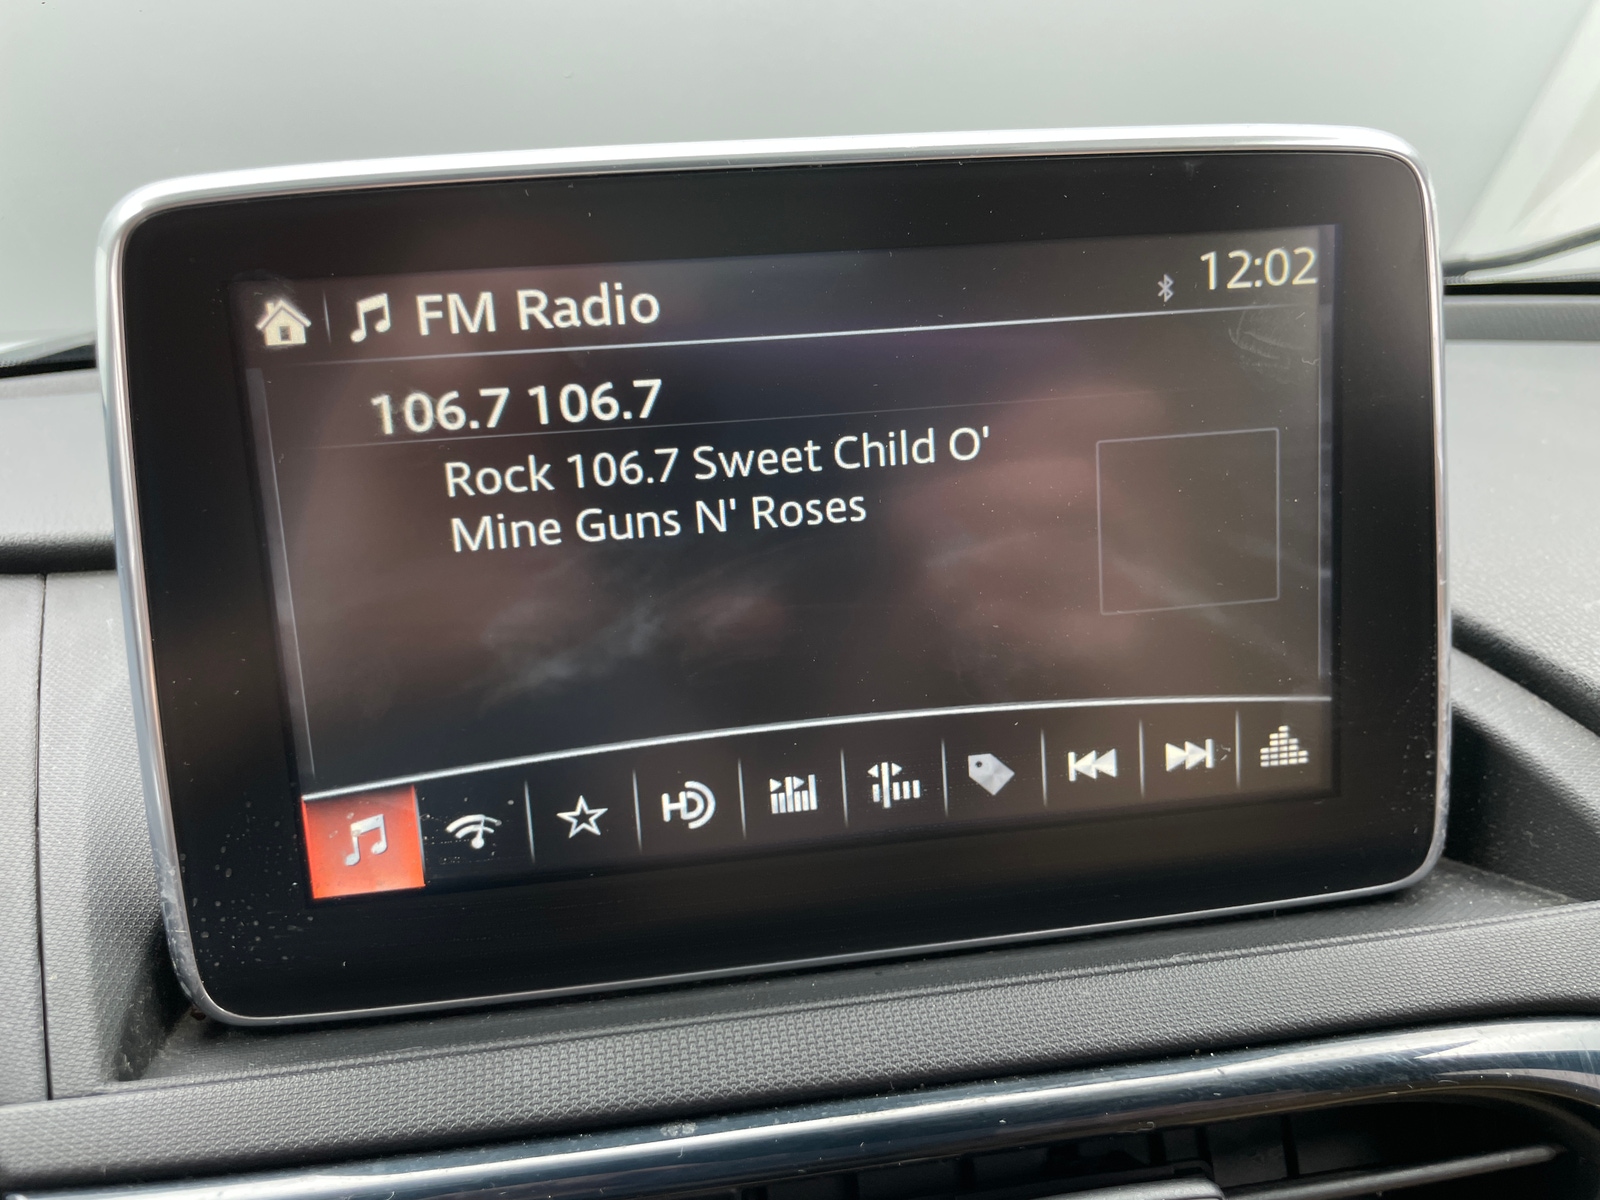 FM Radio
12:02
106.7 106.7
Rock 106.7 Sweet Child O'
Mine Guns N' Roses
HD